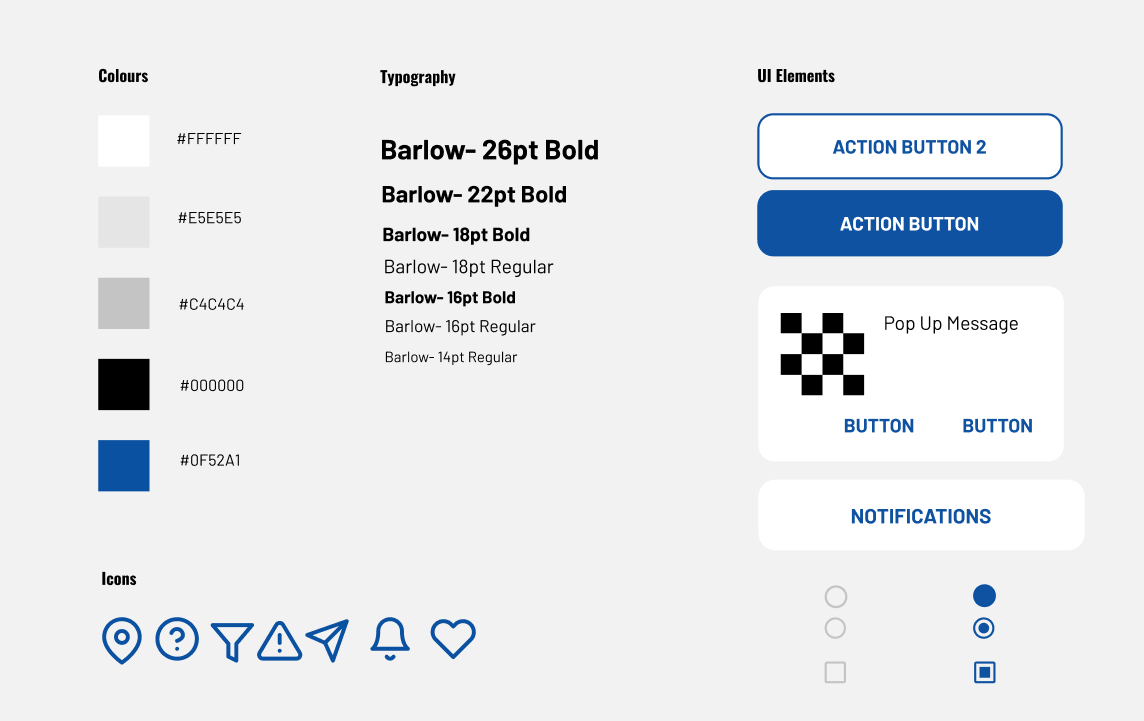 Colours
#FFFFFF
#E5E5E5
#C4C4C4
#000000
#0F52A1
Typography
Barlow- 26pt Bold
Barlow- 22pt Bold
Barlow- 18pt Bold
Barlow- 18pt Regular
Barlow- 16pt Bold
Barlow- 16pt Regular
Barlow- 14pt Regular
UI Elements
ACTION BUTTON 2
ACTION BUTTON
Pop Up Message
BUTTON BUTTON
NOTIFICATIONS
Icons